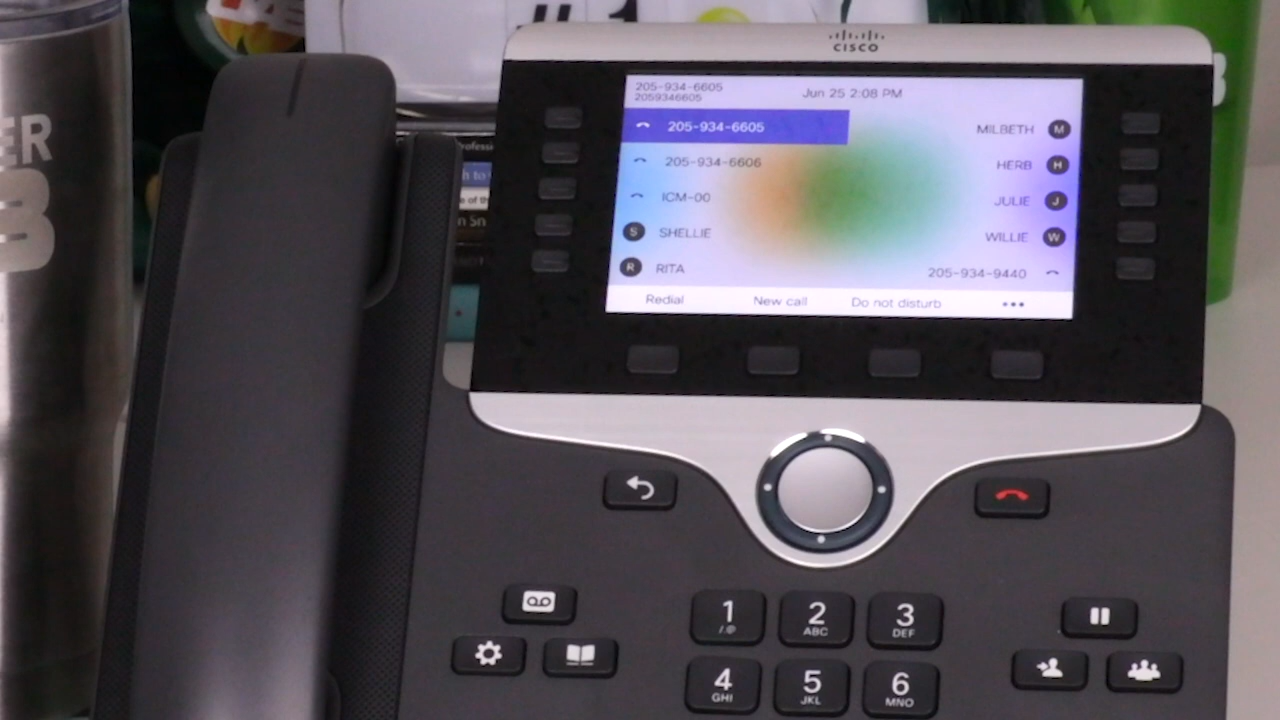 # 1
CISCO
205-934-6605
2059346605
Jun 25 2:08 PM
205-934-6605
MILBETH M
205-934-6606
HERB H
ICM-00
JULIE J
S SHELLIE
WILLIE W
R RITA
205-934-9440
Redial New call Do not disturb •••
ER
B
1 2 3
/.@ ABC DEF
4 5 6
GHI JKL MNO